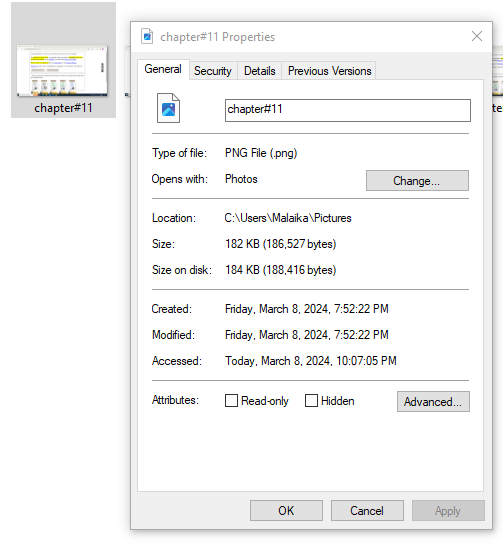 chapter#11 Properties
General Security Details Previous Versions
chapter#11
chapter#11
Type of file: PNG File (.png)
Opens with: Photos Change...
Location: C:\Users\Malaika\Pictures
Size: 182 KB (186,527 bytes)
Size on disk: 184 KB (188,416 bytes)
Created: Friday, March 8, 2024, 7:52:22 PM
Modified: Friday, March 8, 2024, 7:52:22 PM
Accessed: Today, March 8, 2024, 10:07:05 PM
Attributes: Read-only Hidden Advanced...
OK Cancel Apply